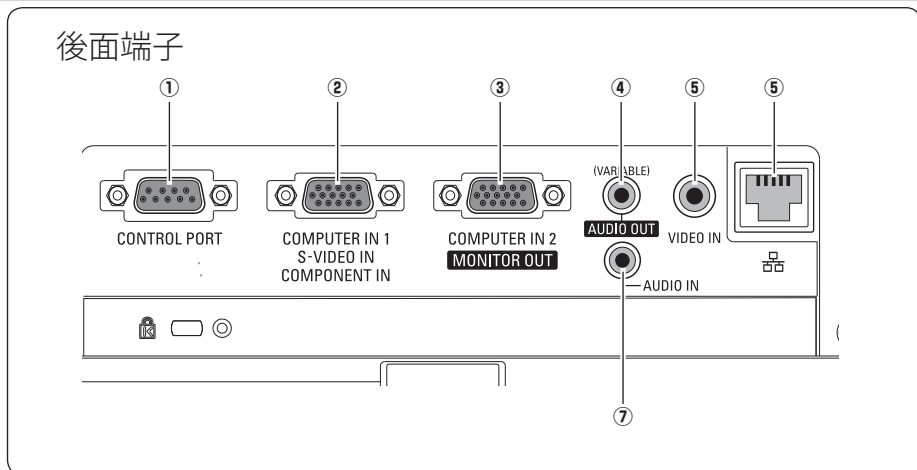 後面端子
① ② ③ ④ ⑤ ⑤
(VARIABLE)
CONTROL PORT
COMPUTER IN 1
S-VIDEO IN
COMPONENT IN
COMPUTER IN 2
MONITOR OUT
AUDIO OUT
VIDEO IN
AUDIO IN
K
⑦